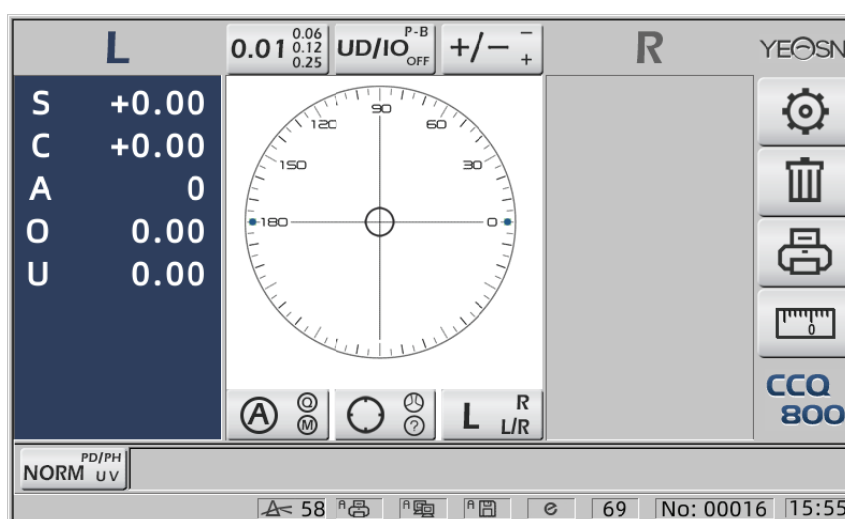 L
0.01 0.06 0.12 0.25
UD/IO P-B OFF
+/− − +
R
YEOSN
S +0.00
C +0.00
A 0
O 0.00
U 0.00
90
120 60
150 30
180 0
0
CCQ
800
A Q M
?
L R L/R
NORM PD/PH UV
58 A A A e 69 No: 00016 15:55